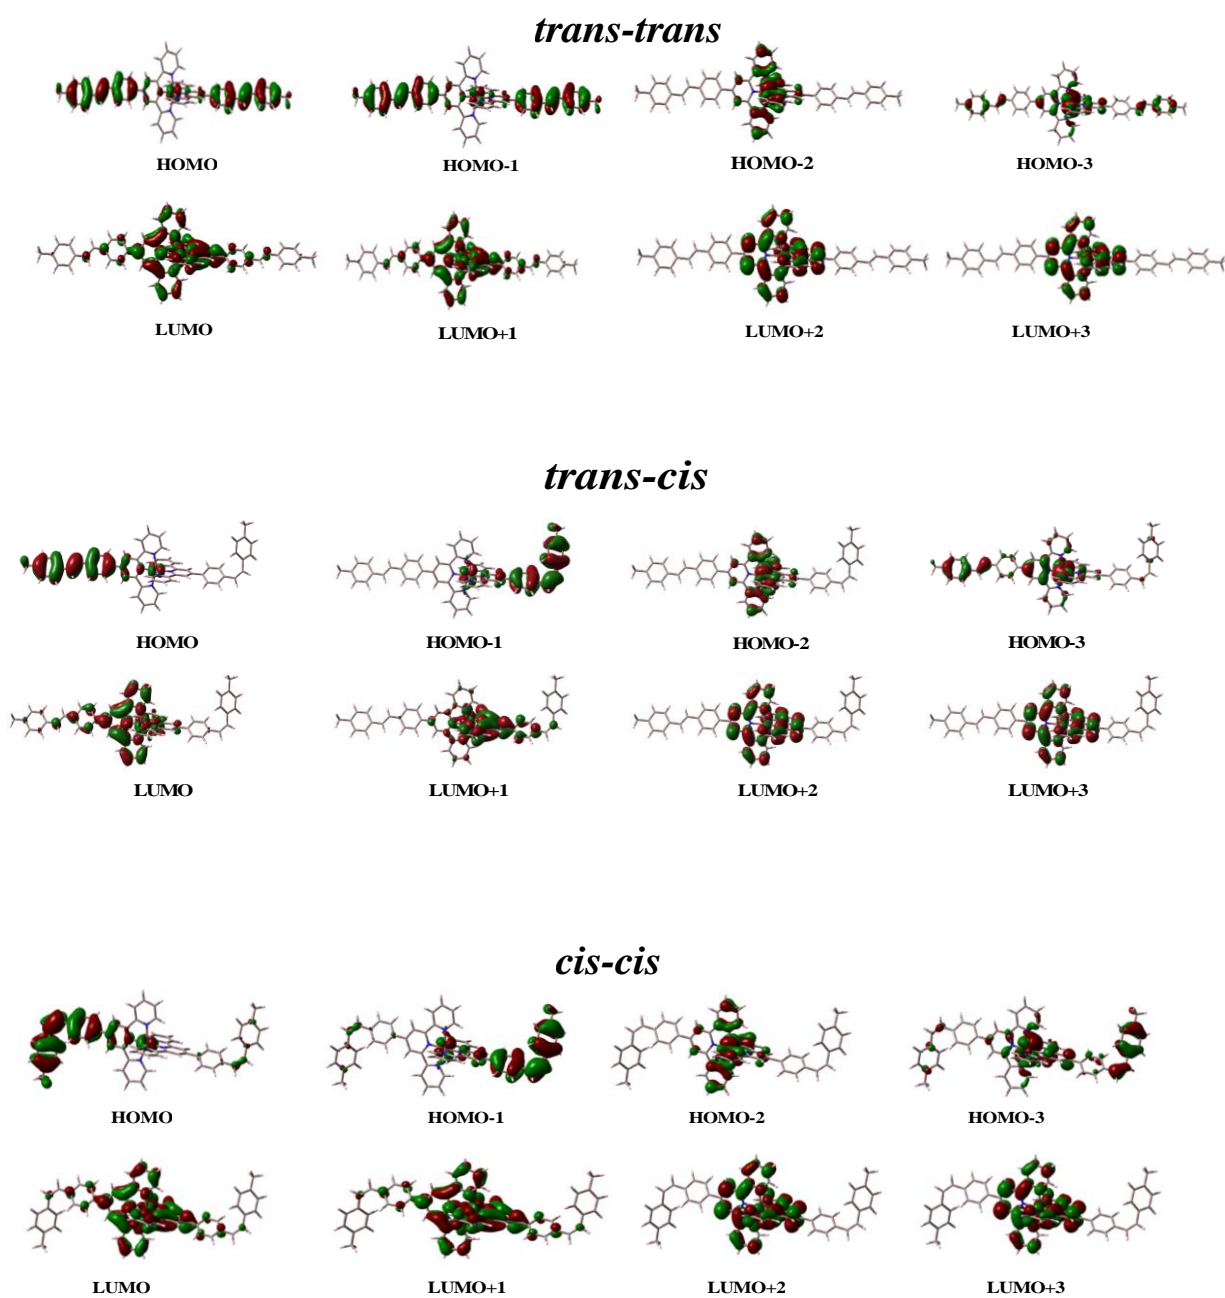 trans-trans
HOMO HOMO-1 HOMO-2 HOMO-3
LUMO LUMO+1 LUMO+2 LUMO+3
trans-cis
HOMO HOMO-1 HOMO-2 HOMO-3
LUMO LUMO+1 LUMO+2 LUMO+3
cis-cis
HOMO HOMO-1 HOMO-2 HOMO-3
LUMO LUMO+1 LUMO+2 LUMO+3